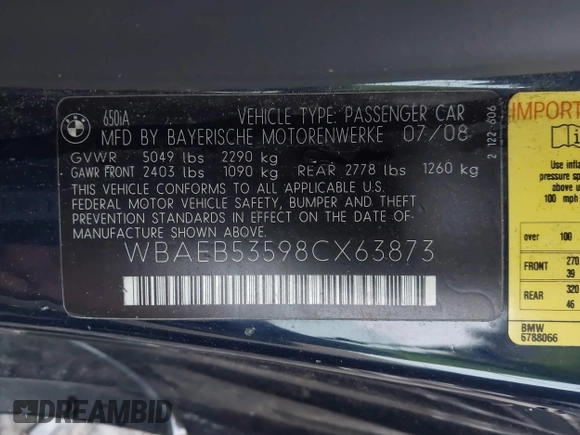 BMW
650iA
VEHICLE TYPE: PASSENGER CAR
MFD BY BAYERISCHE MOTORENWERKE 07/08
GVWR 5049 lbs 2290 kg
GAWR FRONT 2403 lbs 1090 kg REAR 2778 lbs 1260 kg
THIS VEHICLE CONFORMS TO ALL APPLICABLE U.S.
FEDERAL MOTOR VEHICLE SAFETY, BUMPER AND THEFT
PREVENTION STANDARDS IN EFFECT ON THE DATE OF
MANUFACTURE SHOWN ABOVE.
WBAEB53598CX63873
2 122 606
IMPORT
i
Use infla
pressure sp
above
100 mph
over 100
FRONT 270
39
REAR 320
46
BMW
6788066
DREAMBID